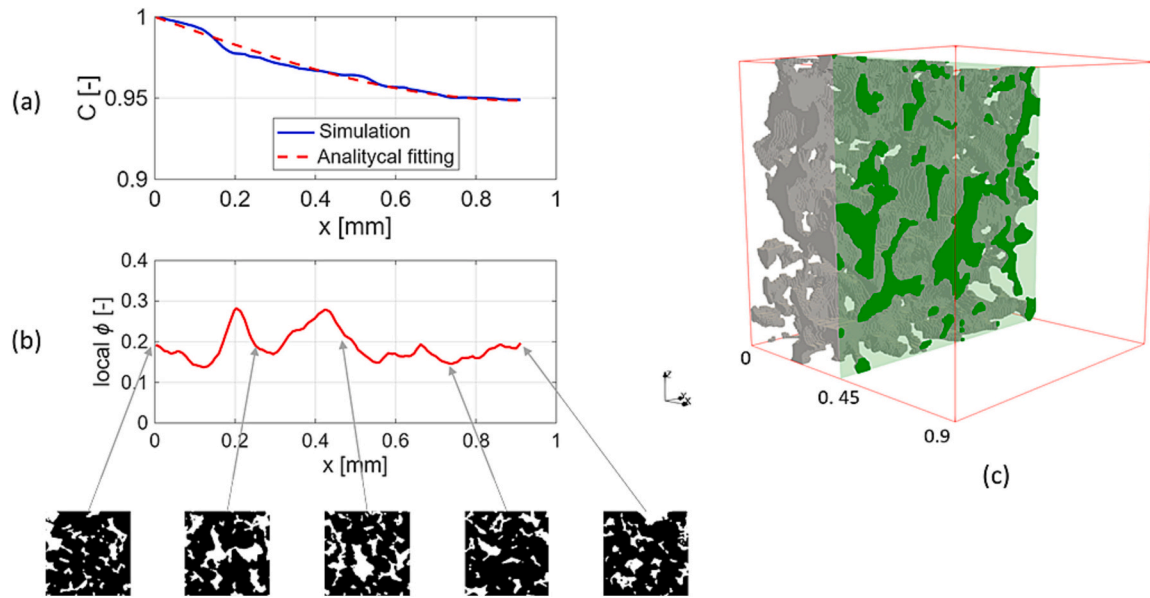 (a)
C [-]
1
0.95
0.9
Simulation
Analitycal fitting
0 0.2 0.4 0.6 0.8 1
x [mm]
(b)
local ϕ [-]
0.4
0.3
0.2
0.1
0
0 0.2 0.4 0.6 0.8 1
x [mm]
0
0. 45
0.9
z
Y
X
(c)